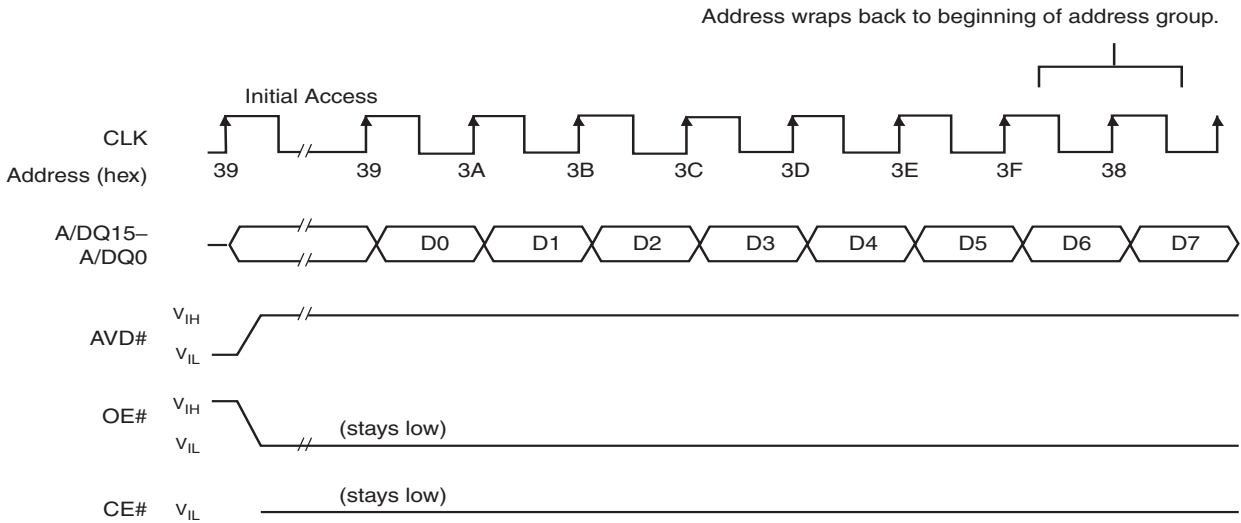 Address wraps back to beginning of address group.
Initial Access
CLK
Address (hex) 39 39 3A 3B 3C 3D 3E 3F 38
A/DQ15–
A/DQ0
D0 D1 D2 D3 D4 D5 D6 D7
AVD#
VIH
VIL
OE#
VIH
VIL
(stays low)
CE#
VIL
(stays low)